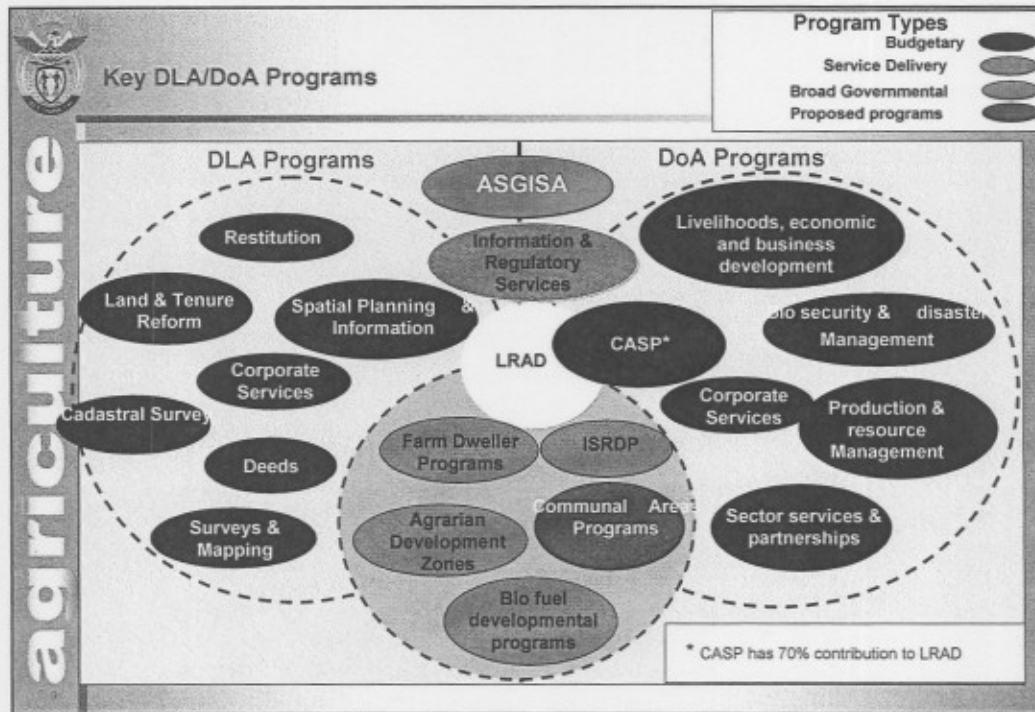 Key DLA/DoA Programs
Program Types
Budgetary
Service Delivery
Broad Governmental
Proposed programs
agriculture
DLA Programs
DoA Programs
ASGISA
Information &
Regulatory
Services
Restitution
Land & Tenure
Reform
Spatial Planning &
Information
Corporate
Services
Cadastral Survey
Deeds
Surveys &
Mapping
LRAD
CASP*
Livelihoods, economic
and business
development
Bio security & disaster
Management
Corporate
Services
Production &
resource
Management
Sector services &
partnerships
Farm Dweller
Programs
ISRDP
Agrarian
Development
Zones
Communal Areas
Programs
Bio fuel
developmental
programs
* CASP has 70% contribution to LRAD